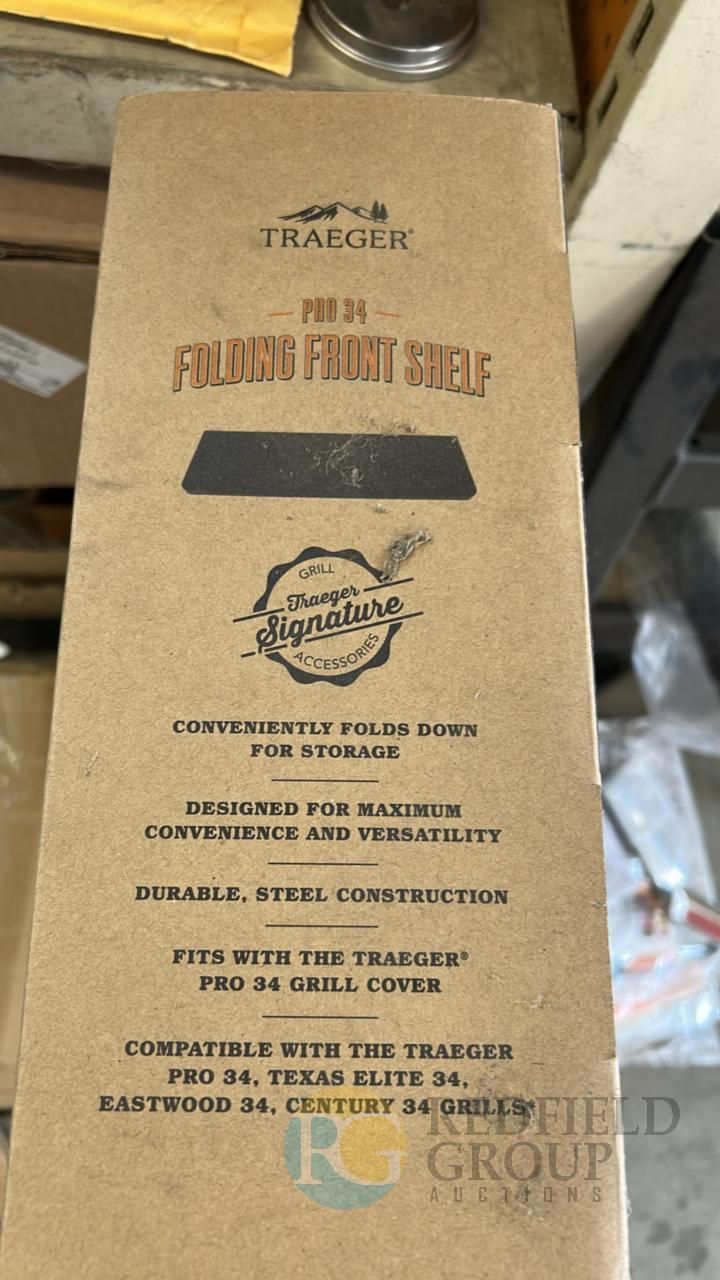 TRAEGER®
PRO 34
FOLDING FRONT SHELF
GRILL
Traeger
Signature
ACCESSORIES
CONVENIENTLY FOLDS DOWN
FOR STORAGE
DESIGNED FOR MAXIMUM
CONVENIENCE AND VERSATILITY
DURABLE, STEEL CONSTRUCTION
FITS WITH THE TRAEGER®
PRO 34 GRILL COVER
COMPATIBLE WITH THE TRAEGER
PRO 34, TEXAS ELITE 34,
EASTWOOD 34, CENTURY 34 GRILLS*
RG REDFIELD
GROUP
AUCTIONS